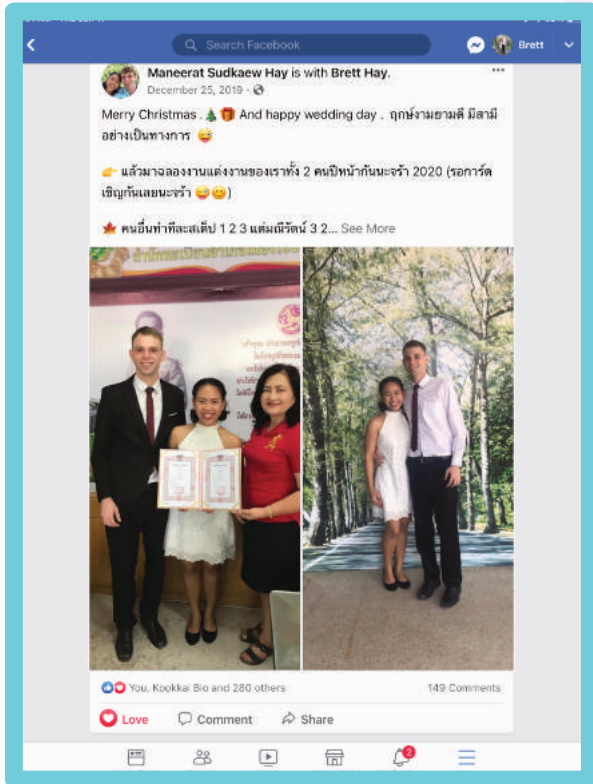 Search Facebook
Brett
Maneerat Sudkaew Hay is with Brett Hay.
December 25, 2019 ·
Merry Christmas . 🎄 🎁 And happy wedding day . ฤกษ์งามยามดี มีสามี
อย่างเป็นทางการ 😅
👉 แล้วมาฉลองงานแต่งงานของเราทั้ง 2 คนปีหน้ากันนะจร้า 2020 (รอการ์ด
เชิญกันเลยนะจร้า 😅😊)
🍁 คนอื่นทำทีละสเต็ป 1 2 3 แต่มณีรัตน์ 3 2... See More
You, Kookkai Bio and 280 others
149 Comments
Love
Comment
Share
2